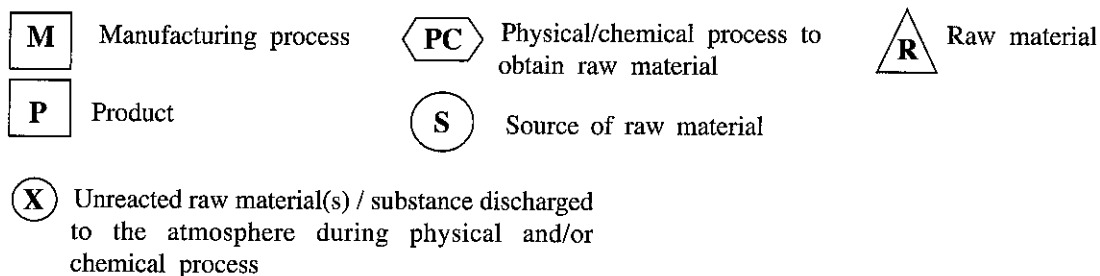 M Manufacturing process
PC Physical/chemical process to
obtain raw material
R Raw material
P Product
S Source of raw material
X Unreacted raw material(s) / substance discharged
to the atmosphere during physical and/or
chemical process